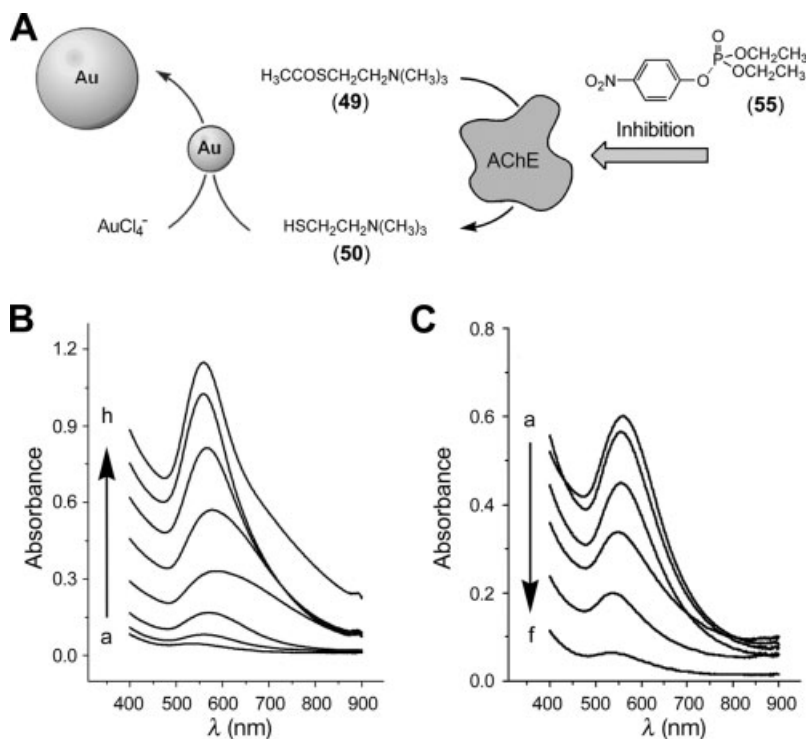 A
Au
Au
AuCl4⁻
H3CCOSCH2CH2N(CH3)3
(49)
HSCH2CH2N(CH3)3
(50)
AChE
Inhibition
O2N
O
P
O
OCH2CH3
OCH2CH3
(55)
B
Absorbance
1.2
0.9
0.6
0.3
0.0
h
a
400 500 600 700 800 900
λ (nm)
C
Absorbance
0.8
0.6
0.4
0.2
0.0
a
f
400 500 600 700 800 900
λ (nm)